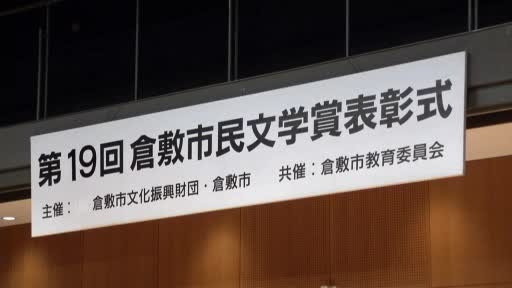 第19回 倉敷市民文学賞表彰式
主催： 倉敷市文化振興財団・倉敷市 共催：倉敷市教育委員会